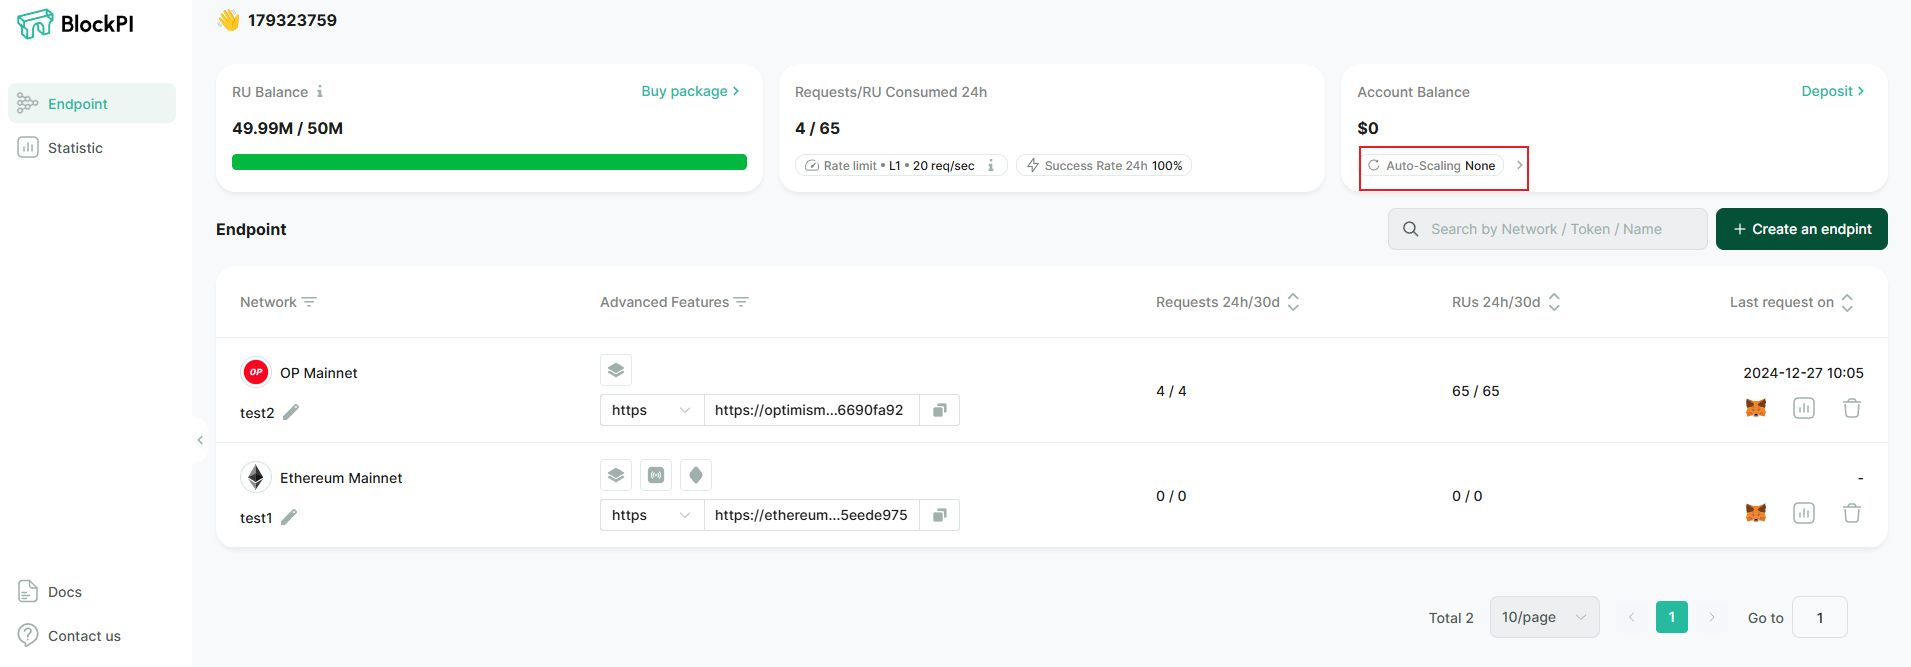 BlockPI
Endpoint
Statistic
Docs
Contact us
👋 179323759
RU Balance
Buy package
49.99M / 50M
Requests/RU Consumed 24h
4 / 65
Rate limit • L1 • 20 req/sec
Success Rate 24h 100%
Account Balance
Deposit
$0
Auto-Scaling None
Endpoint
Search by Network / Token / Name
+ Create an endpint
Network
Advanced Features
Requests 24h/30d
RUs 24h/30d
Last request on
OP
OP Mainnet
test2
https
https://optimism...6690fa92
4 / 4
65 / 65
2024-12-27 10:05
Ethereum Mainnet
test1
https
https://ethereum...5eede975
0 / 0
0 / 0
-
Total 2
10/page
1
Go to
1